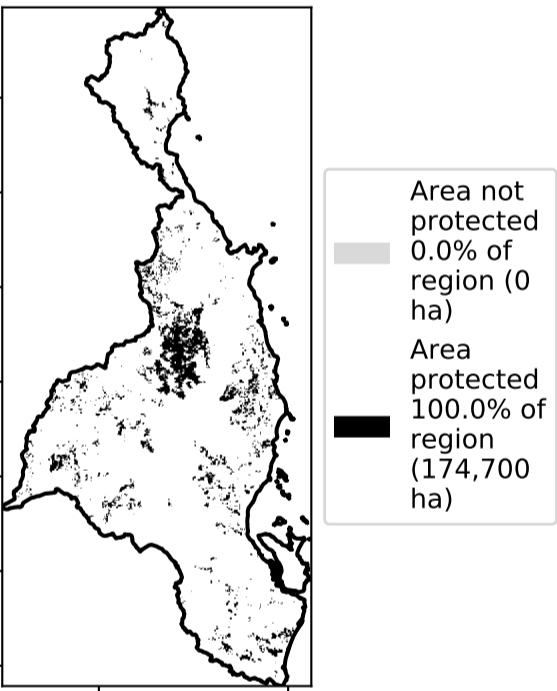 Area not
protected
0.0% of
region (0
ha)
Area
protected
100.0% of
region
(174,700
ha)